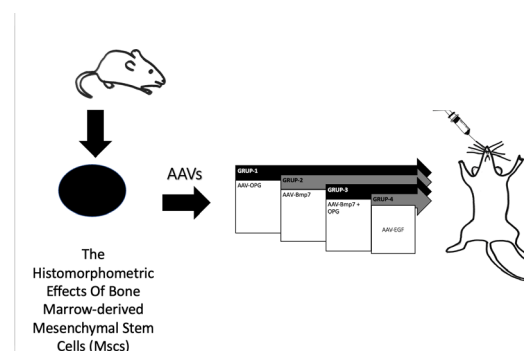 AAVs
GRUP-1
AAV-OPG
GRUP-2
AAV-Bmp7
GRUP-3
AAV-Bmp7 +
OPG
GRUP-4
AAV-EGF
The
Histomorphometric
Effects Of Bone
Marrow-derived
Mesenchymal Stem
Cells (Mscs)